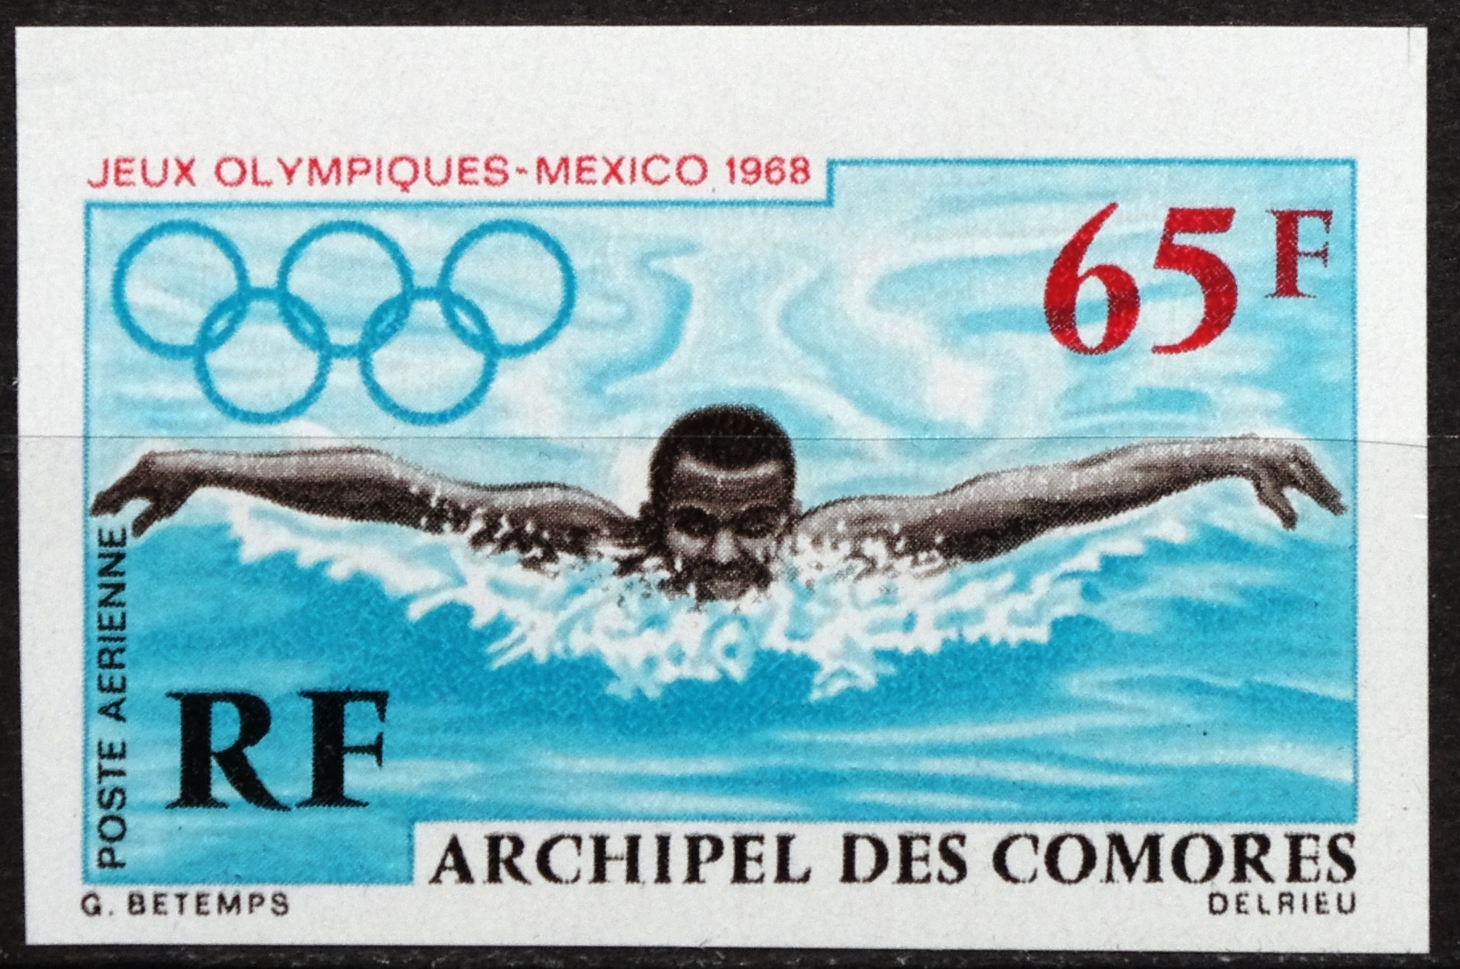 JEUX OLYMPIQUES-MEXICO 1968
65F
POSTE AERIENNE
RF
ARCHIPEL DES COMORES
G. BETEMPS
DELRIEU